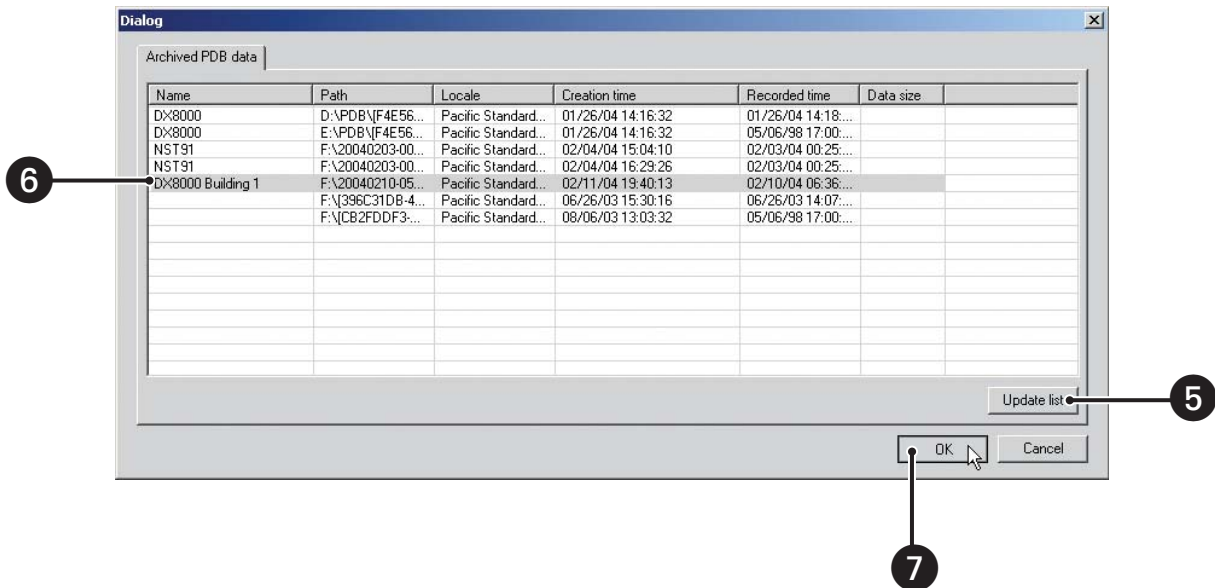 Dialog
Archived PDB data
Name Path Locale Creation time Recorded time Data size
DX8000 D:\PDB\[F4E56... Pacific Standard... 01/26/04 14:16:32 01/26/04 14:18:...
DX8000 E:\PDB\[F4E56... Pacific Standard... 01/26/04 14:16:32 05/06/98 17:00:...
NST91 F:\20040203-00... Pacific Standard... 02/04/04 15:04:10 02/03/04 00:25:...
NST91 F:\20040203-00... Pacific Standard... 02/04/04 16:29:26 02/03/04 00:25:...
6 DX8000 Building 1 F:\20040210-05... Pacific Standard... 02/11/04 19:40:13 02/10/04 06:36:...
F:\[396C31DB-4... Pacific Standard... 06/26/03 15:30:16 06/26/03 14:07:...
F:\[CB2FDDF3-... Pacific Standard... 08/06/03 13:03:32 05/06/98 17:00:...
Update list 5
OK Cancel
7